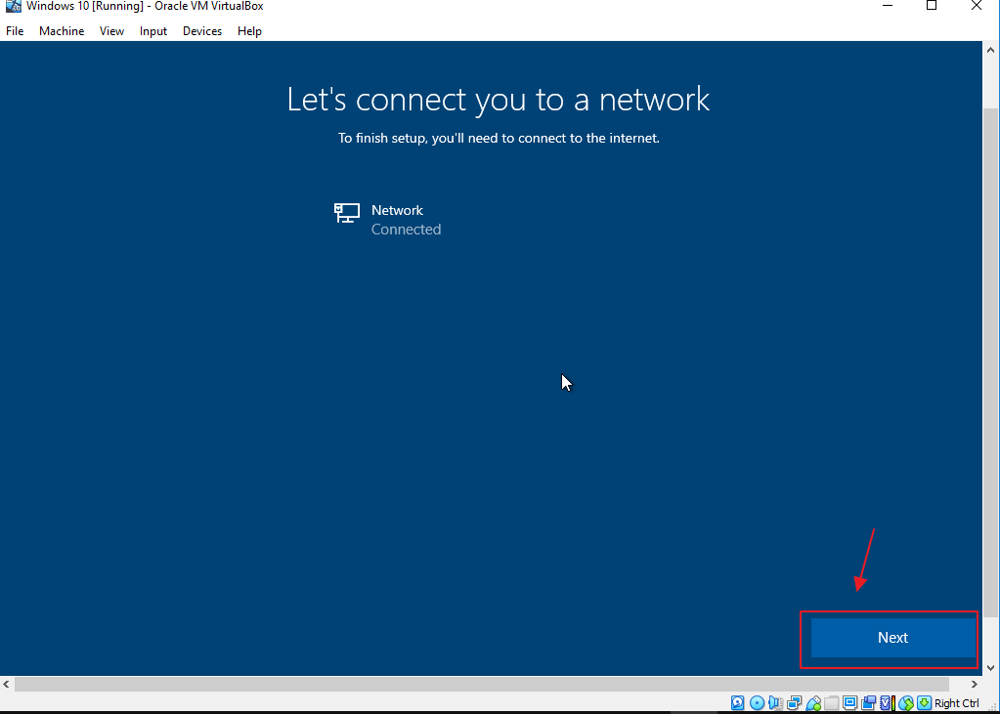 Windows 10 [Running] - Oracle VM VirtualBox
File Machine View Input Devices Help
Let's connect you to a network
To finish setup, you'll need to connect to the internet.
Network
Connected
Next
Right Ctrl